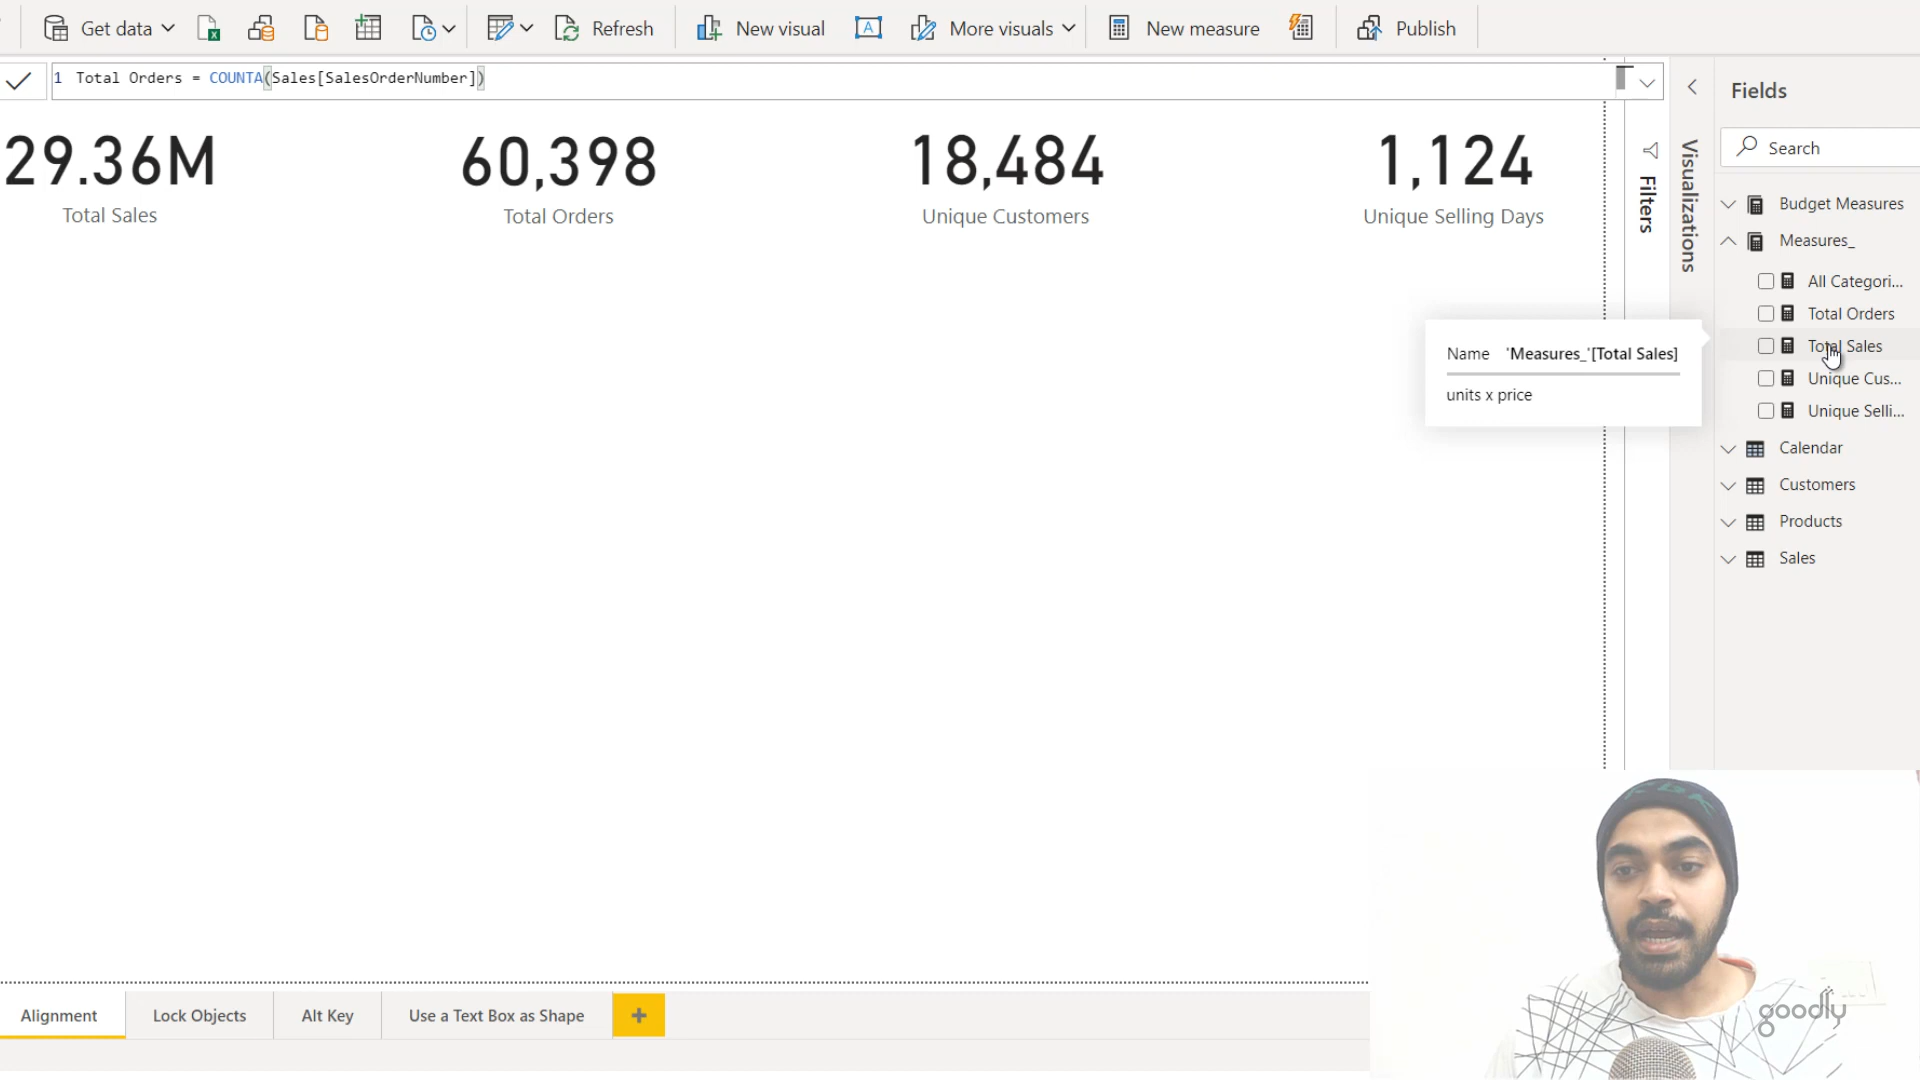 Get data
Refresh
New visual
More visuals
New measure
Publish
1 Total Orders = COUNTA(Sales[SalesOrderNumber])
29.36M
Total Sales
60,398
Total Orders
18,484
Unique Customers
1,124
Unique Selling Days
Filters
Visualizations
Fields
Search
Budget Measures
Measures_
All Categori...
Total Orders
Total Sales
Unique Cus...
Unique Selli...
Calendar
Customers
Products
Sales
Name 'Measures_'[Total Sales]
units x price
Alignment
Lock Objects
Alt Key
Use a Text Box as Shape
goodly